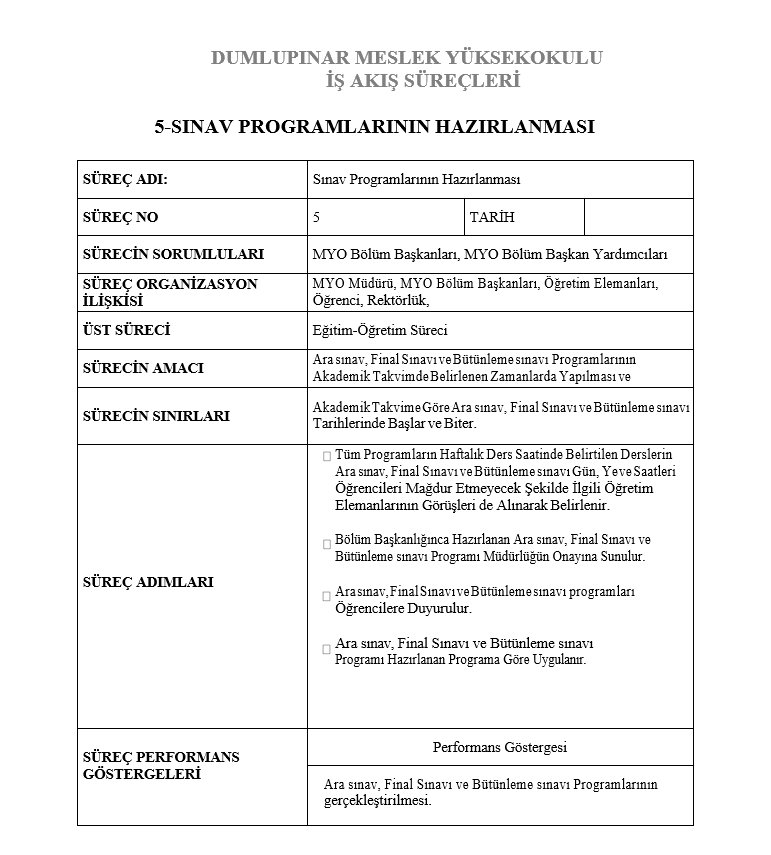 DUMLUPINAR MESLEK YÜKSEKOKULU
İŞ AKIŞ SÜREÇLERİ
5-SINAV PROGRAMLARININ HAZIRLANMASI
SÜREÇ ADI:
Sınav Programlarının Hazırlanması
SÜREÇ NO
5
TARİH
SÜRECİN SORUMLULARI
MYO Bölüm Başkanları, MYO Bölüm Başkan Yardımcıları
SÜREÇ ORGANİZASYON
İLİŞKİSİ
MYO Müdürü, MYO Bölüm Başkanları, Öğretim Elemanları,
Öğrenci, Rektörlük,
ÜST SÜRECİ
Eğitim-Öğretim Süreci
SÜRECİN AMACI
Ara sınav, Final Sınavı ve Bütünleme sınavı Programlarının
Akademik Takvimde Belirlenen Zamanlarda Yapılması ve
SÜRECİN SINIRLARI
Akademik Takvime Göre Ara sınav, Final Sınavı ve Bütünleme sınavı
Tarihlerinde Başlar ve Biter.
SÜREÇ ADIMLARI
Tüm Programların Haftalık Ders Saatinde Belirtilen Derslerin
Ara sınav, Final Sınavı ve Bütünleme sınavı Gün, Ye ve Saatleri
Öğrencileri Mağdur Etmeyecek Şekilde İlgili Öğretim
Elemanlarının Görüşleri de Alınarak Belirlenir.
Bölüm Başkanlığınca Hazırlanan Ara sınav, Final Sınavı ve
Bütünleme sınavı Programı Müdürlüğün Onayına Sunulur.
Ara sınav, Final Sınavı ve Bütünleme sınavı programları
Öğrencilere Duyurulur.
Ara sınav, Final Sınavı ve Bütünleme sınavı
Programı Hazırlanan Programa Göre Uygulanır.
SÜREÇ PERFORMANS
GÖSTERGELERİ
Performans Göstergesi
Ara sınav, Final Sınavı ve Bütünleme sınavı Programlarının
gerçekleştirilmesi.